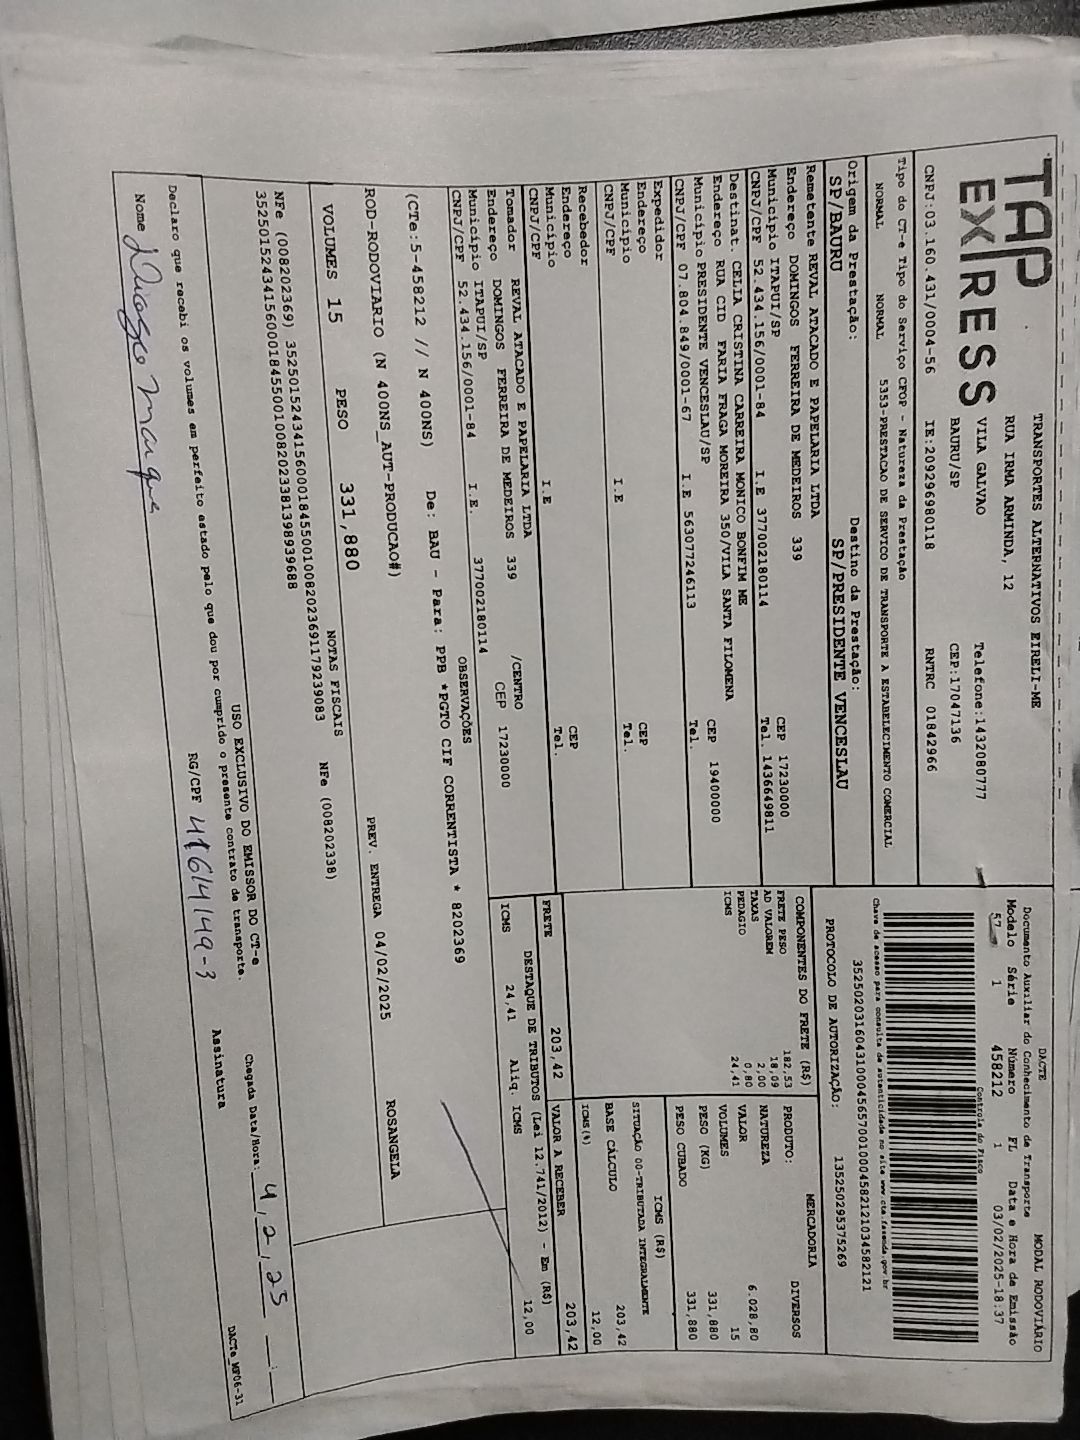 TAP
EXPRESS
TRANSPORTES ALTERNATIVOS EIRELI-ME
RUA IRMA ARMINDA, 12
VILA GALVAO Telefone:1432080777
BAURU/SP CEP:17047136
CNPJ:03.160.431/0004-56 IE:209296980118 RNTRC 01842966
DACTE MODAL RODOVIÁRIO
Documento Auxiliar do Conhecimento de Transporte
Modelo Série Número FL Data e Hora de Emissão
57 1 458212 1 03/02/2025-18:37
Controle do Fisco
Chave de acesso para consulta de autenticidade no site www.cte.fazenda.gov.br
35250203160431000456570010004582121034582121
PROTOCOLO DE AUTORIZAÇÃO: 135250295375269
Tipo do CT-e Tipo do Serviço CFOP - Natureza da Prestação
NORMAL NORMAL 5353-PRESTACAO DE SERVICO DE TRANSPORTE A ESTABELECIMENTO COMERCIAL
Origem da Prestação: Destino da Prestação:
SP/BAURU SP/PRESIDENTE VENCESLAU
Remetente REVAL ATACADO E PAPELARIA LTDA
Endereço DOMINGOS FERREIRA DE MEDEIROS 339
Município ITAPUI/SP CEP 17230000
CNPJ/CPF 52.434.156/0001-84 I.E 377002180114 Tel. 1436649811
Destinat. CELIA CRISTINA CARREIRA MONICO BONFIM ME
Endereço RUA CID FARIA FRAGA MOREIRA 350/VILA SANTA FILOMENA
Município PRESIDENTE VENCESLAU/SP CEP 19400000
CNPJ/CPF 07.804.849/0001-67 I.E 563077246113 Tel.
Expedidor
Endereço
Município CEP
CNPJ/CPF I.E Tel.
Recebedor
Endereço
Município CEP
CNPJ/CPF I.E Tel.
Tomador REVAL ATACADO E PAPELARIA LTDA
Endereço DOMINGOS FERREIRA DE MEDEIROS 339 /CENTRO
Município ITAPUI/SP CEP 17230000
CNPJ/CPF 52.434.156/0001-84 I.E. 377002180114
COMPONENTES DO FRETE (R$)
FRETE PESO 182,53
AD VALOREM 18,09
TAXAS 2,00
PEDAGIO 0,80
ICMS 24,41
MERCADORIA
PRODUTO: DIVERSOS
NATUREZA
VALOR 6.028,80
VOLUMES 15
PESO (KG) 331,880
PESO CUBADO 331,880
ICMS (R$)
SITUAÇÃO 00-TRIBUTADA INTEGRALMENTE
BASE CÁLCULO 203,42
ICMS(%) 12,00
FRETE 203,42 VALOR A RECEBER 203,42
DESTAQUE DE TRIBUTOS (Lei 12.741/2012) - Em (R$)
ICMS 24,41 Aliq. ICMS 12,00
OBSERVAÇÕES
(CTe:5-458212 // N 400NS) De: BAU - Para: PPB *PGTO CIF CORRENTISTA * 8202369
ROD-RODOVIARIO (N 400NS_AUT-PRODUCAO#) PREV. ENTREGA 04/02/2025 ROSANGELA
VOLUMES 15 PESO 331,880
NOTAS FISCAIS
NFe (008202369) 35250152434156000184550010082023691179239083 NFe (008202338)
35250152434156000184550010082023381398939688
USO EXCLUSIVO DO EMISSOR DO CT-e
Declaro que recebi os volumes em perfeito estado pelo que dou por cumprido o presente contrato de transporte.
Chegada Data/Hora: 4,2,25 :
Nome RG/CPF 41614149-3 Assinatura
DACTe_MF06-31